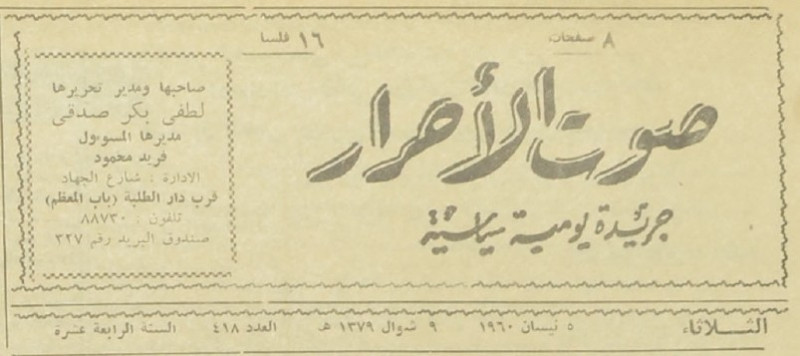 ٨ صفحات
١٦ فلسا
صوت الأحرار
جريدة يومية سياسية
صاحبها ومدير تحريرها
لطفي بكر صدقي
مديرها المسؤول
فريد محمود
الادارة : شارع الجهاد
قرب دار الطلبة (باب المعظم)
تلفون : ٨٨٧٣٠
صندوق البريد رقم ٣٢٧
الثلاثاء ٥ نيسان ١٩٦٠ ٩ شوال ١٣٧٩ هـ العدد ٤١٨ السنة الرابعة عشرة